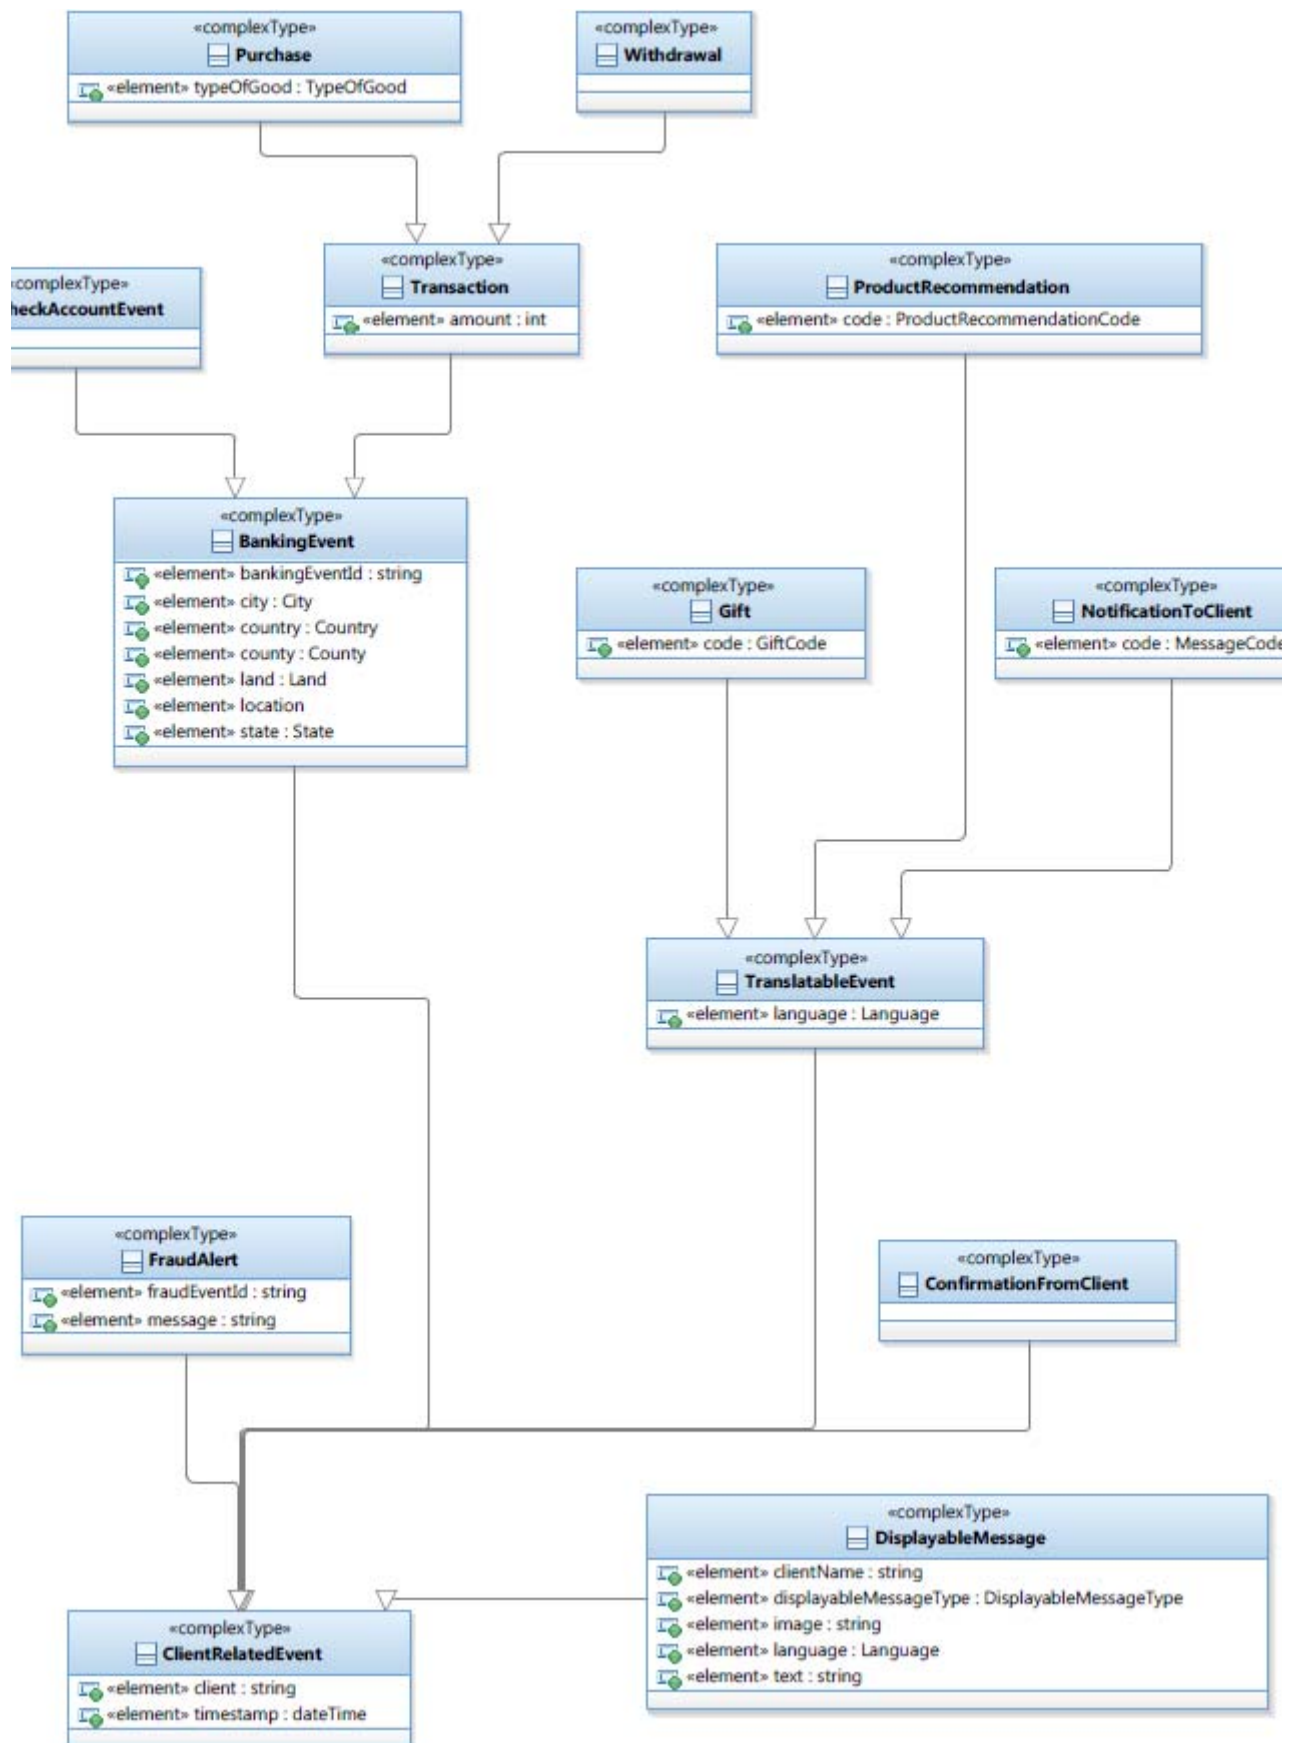 «complexType»
Purchase
«element» typeOfGood : TypeOfGood
«complexType»
Withdrawal
«complexType»
Transaction
«element» amount : int
«complexType»
ProductRecommendation
«element» code : ProductRecommendationCode
complexType»
heckAccountEvent
«complexType»
BankingEvent
«element» bankingEventId : string
«element» city : City
«element» country : Country
«element» county : County
«element» land : Land
«element» location
«element» state : State
«complexType»
Gift
«element» code : GiftCode
«complexType»
NotificationToClient
«element» code : MessageCode
«complexType»
TranslatableEvent
«element» language : Language
«complexType»
FraudAlert
«element» fraudEventId : string
«element» message : string
«complexType»
ConfirmationFromClient
«complexType»
DisplayableMessage
«element» clientName : string
«element» displayableMessageType : DisplayableMessageType
«element» image : string
«element» language : Language
«element» text : string
«complexType»
ClientRelatedEvent
«element» client : string
«element» timestamp : dateTime